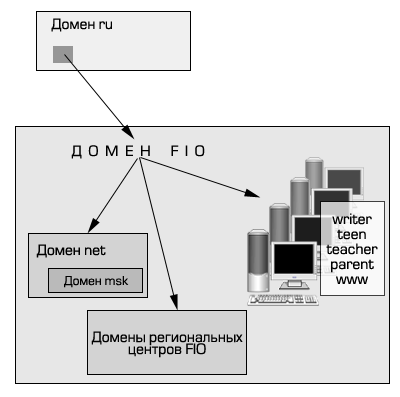 Домен ru
ДОМЕН FIO
Домен net
Домен msk
Домены региональных
центров FIO
writer
teen
teacher
parent
www